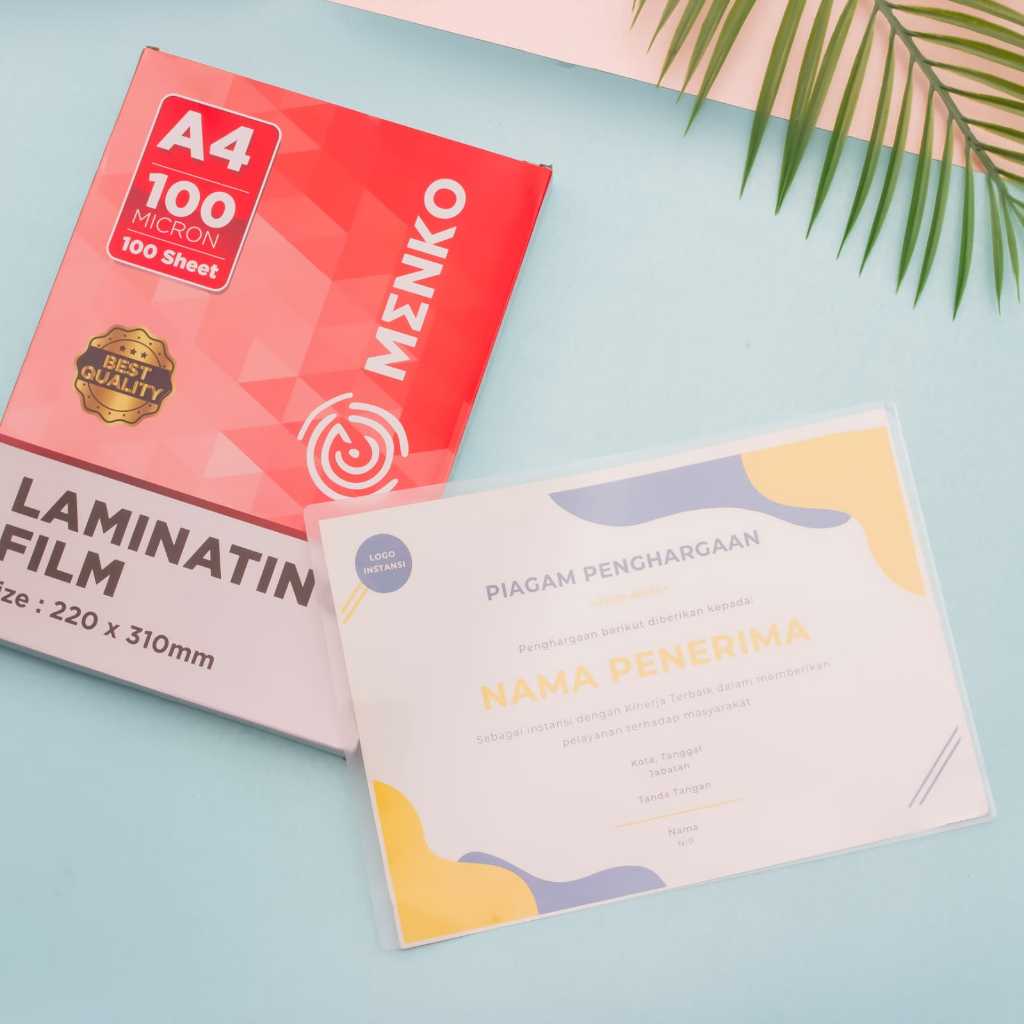 A4
100
MICRON
100 Sheet
MΣNKO
BEST
QUALITY
LAMINATIN
FILM
ize : 220 x 310mm
LOGO
INSTANSI
PIAGAM PENGHARGAAN
Penghargaan berikut diberikan kepada:
NAMA PENERIMA
Sebagai instansi dengan Kinerja Terbaik dalam memberikan
pelayanan terhadap masyarakat
Kota, Tanggal
Jabatan
Tanda Tangan
Nama
NIP